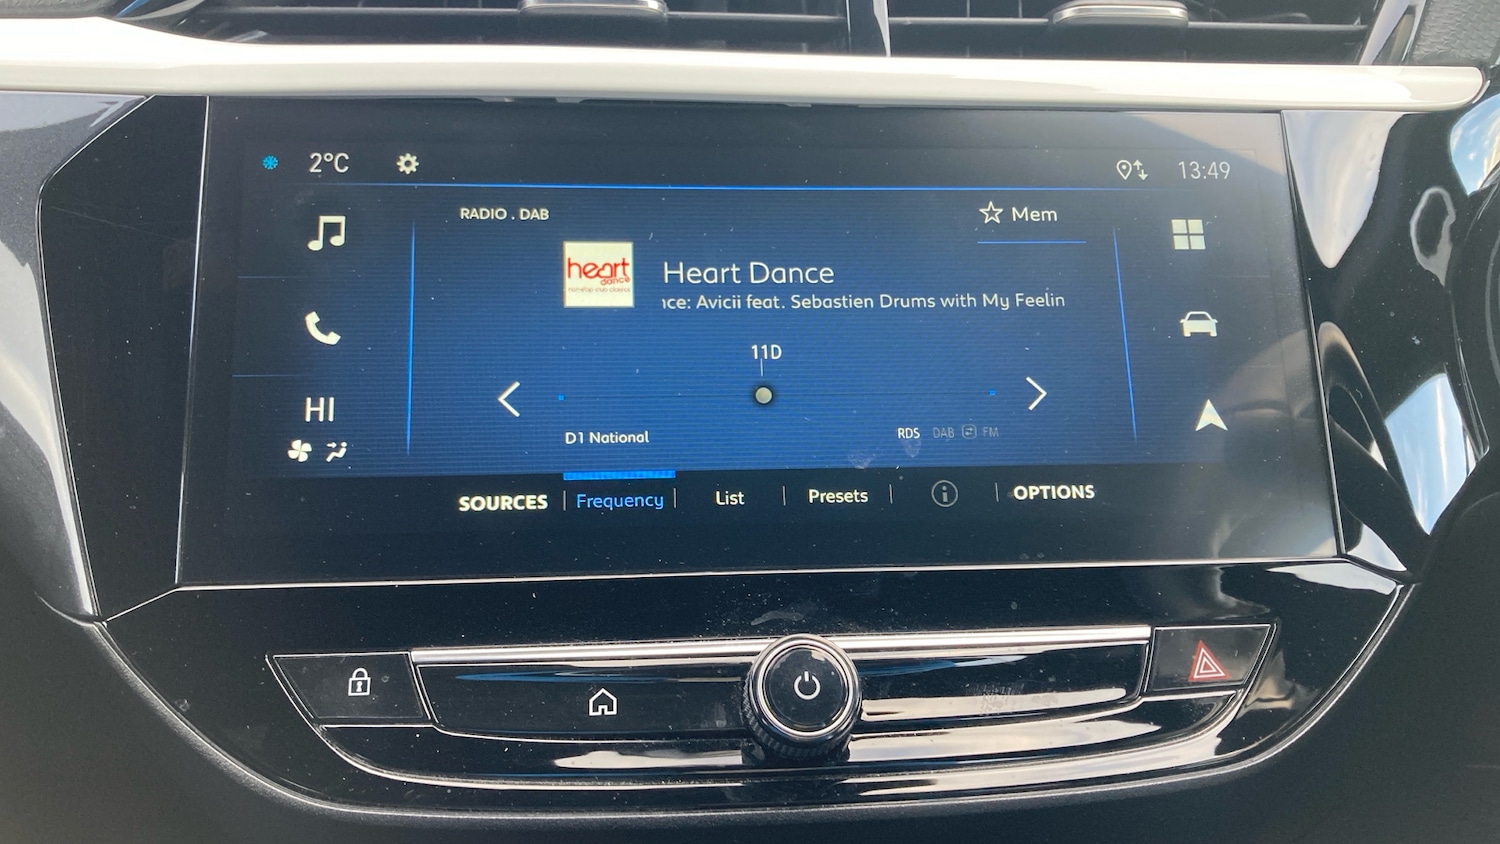 2°C
13:49
RADIO . DAB
Mem
heart
dance
Heart Dance
ıce: Avicii feat. Sebastien Drums with My Feelin
11D
HI
D1 National
RDS DAB FM
SOURCES Frequency List Presets OPTIONS